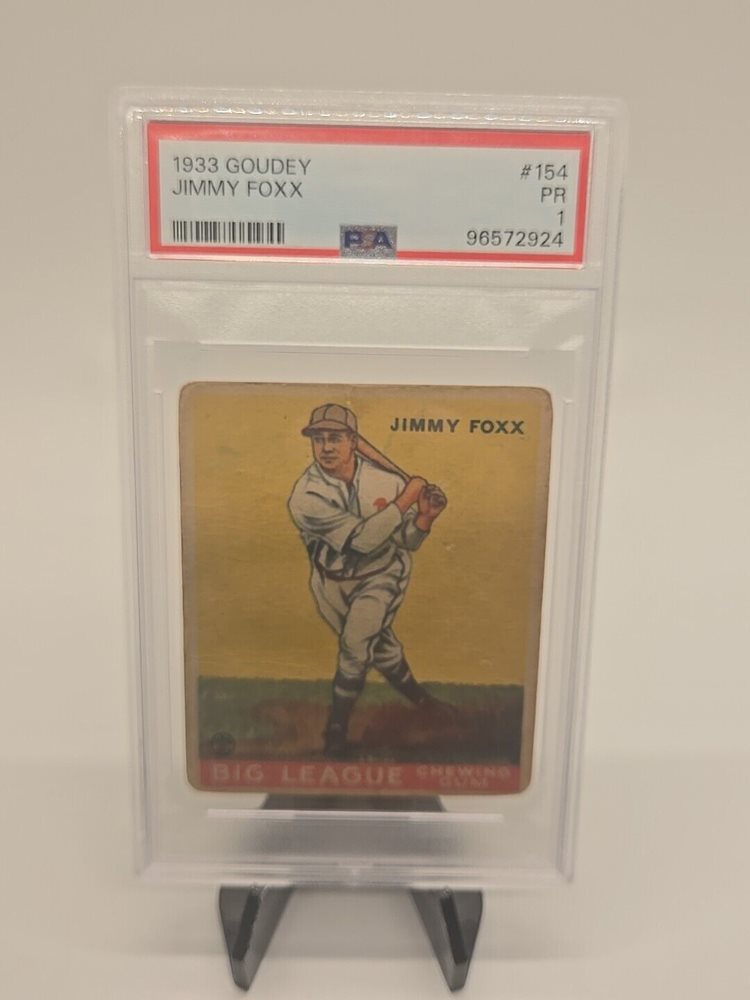 1933 GOUDEY #154
JIMMY FOXX PR
1
PSA 96572924
JIMMY FOXX
BIG LEAGUE CHEWING
GUM